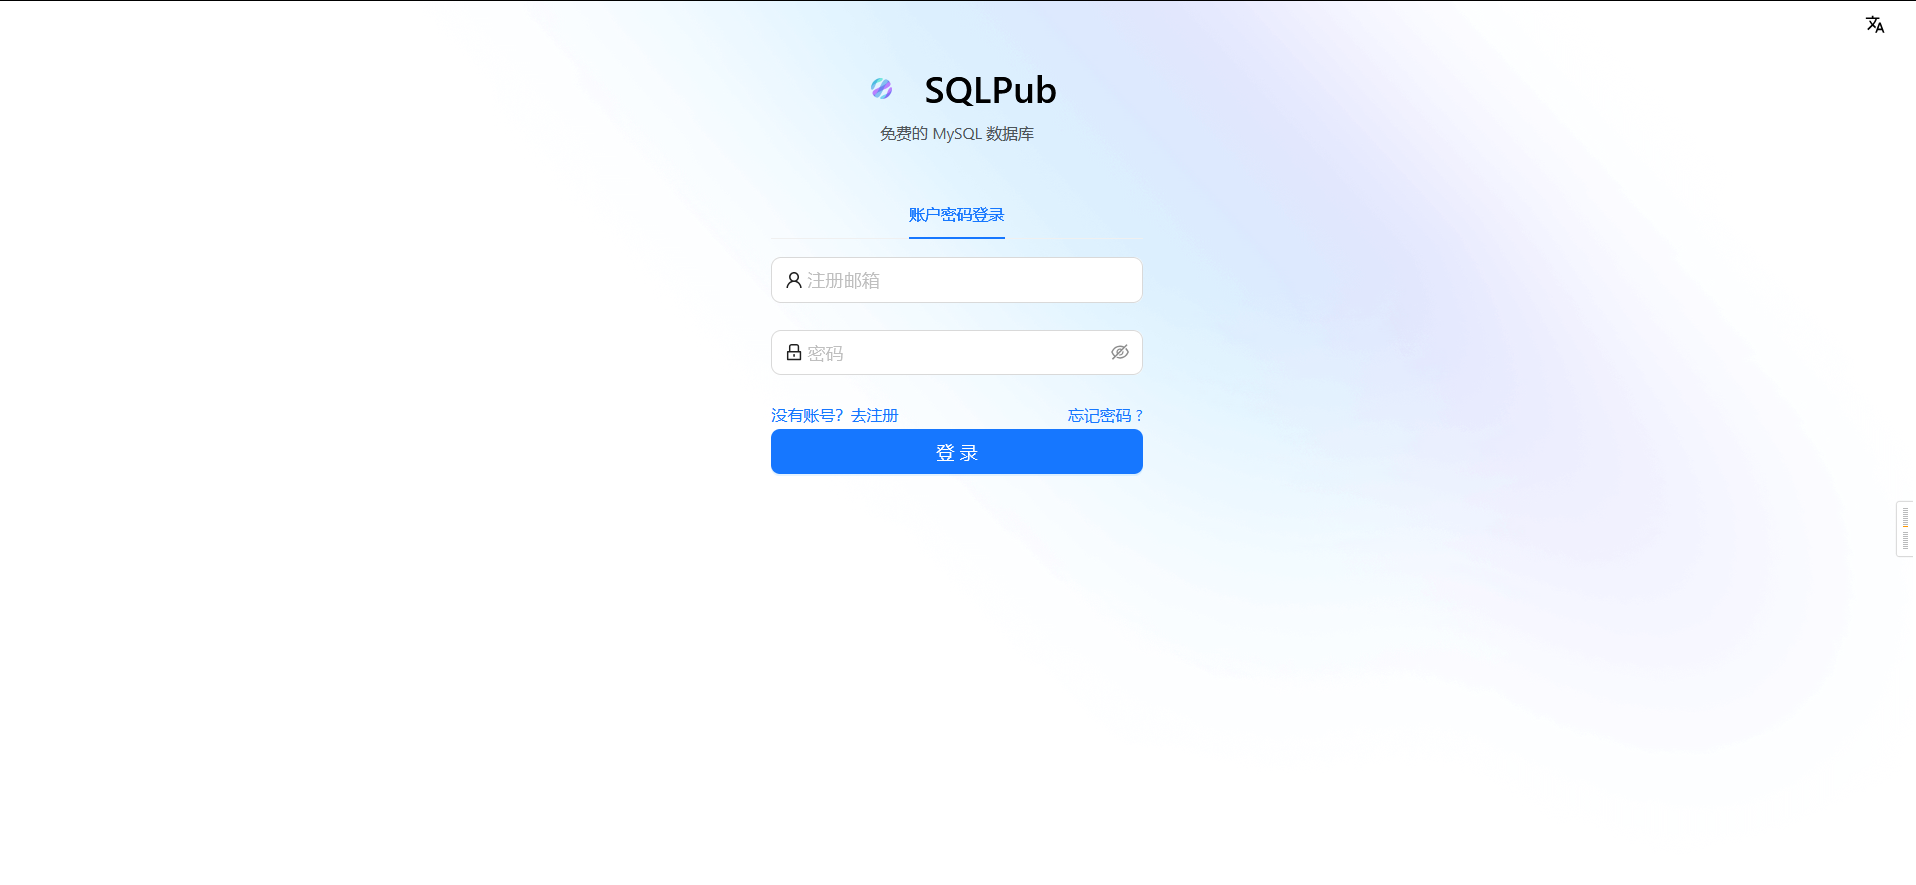 SQLPub
免费的 MySQL 数据库
账户密码登录
注册邮箱
密码
没有账号？去注册
忘记密码 ?
登 录